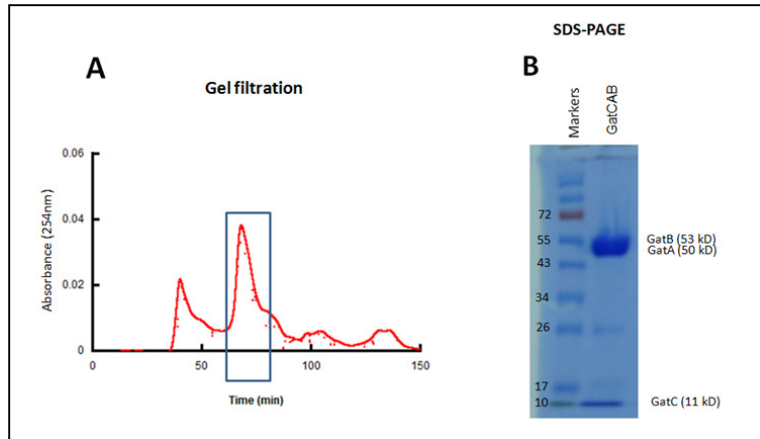 SDS-PAGE
A
Gel filtration
B
Markers
GatCAB
0.06
0.04
0.02
0
Absorbance (254nm)
0
50
100
150
Time (min)
72
55
43
34
26
17
10
GatB (53 kD)
GatA (50 kD)
GatC (11 kD)